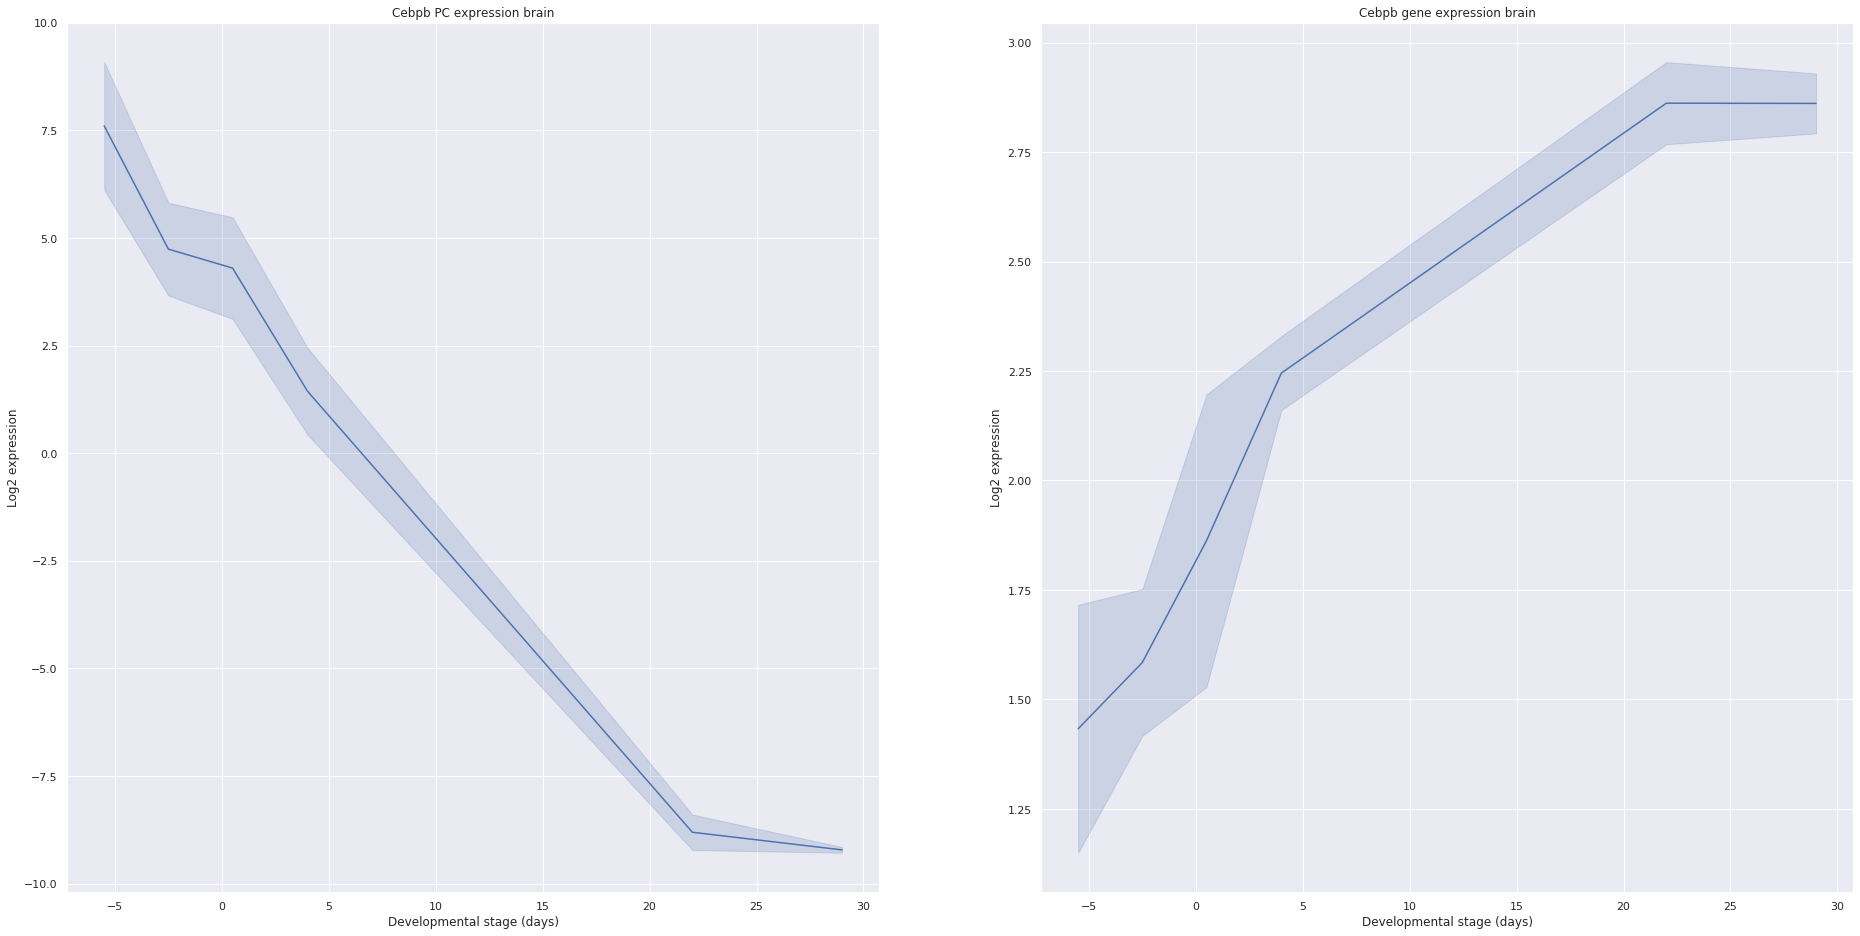 Cebpb PC expression brain
10.0
7.5
5.0
2.5
0.0
−2.5
−5.0
−7.5
−10.0
Log2 expression
−5 0 5 10 15 20 25 30
Developmental stage (days)
Cebpb gene expression brain
3.00
2.75
2.50
2.25
2.00
1.75
1.50
1.25
Log2 expression
−5 0 5 10 15 20 25 30
Developmental stage (days)